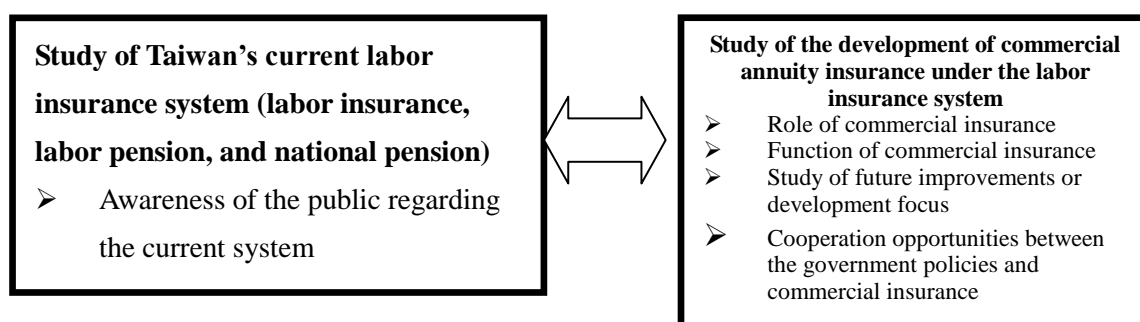 Study of Taiwan's current labor
insurance system (labor insurance,
labor pension, and national pension)
➢ Awareness of the public regarding
the current system
Study of the development of commercial
annuity insurance under the labor
insurance system
➢ Role of commercial insurance
➢ Function of commercial insurance
➢ Study of future improvements or
development focus
➢ Cooperation opportunities between
the government policies and
commercial insurance